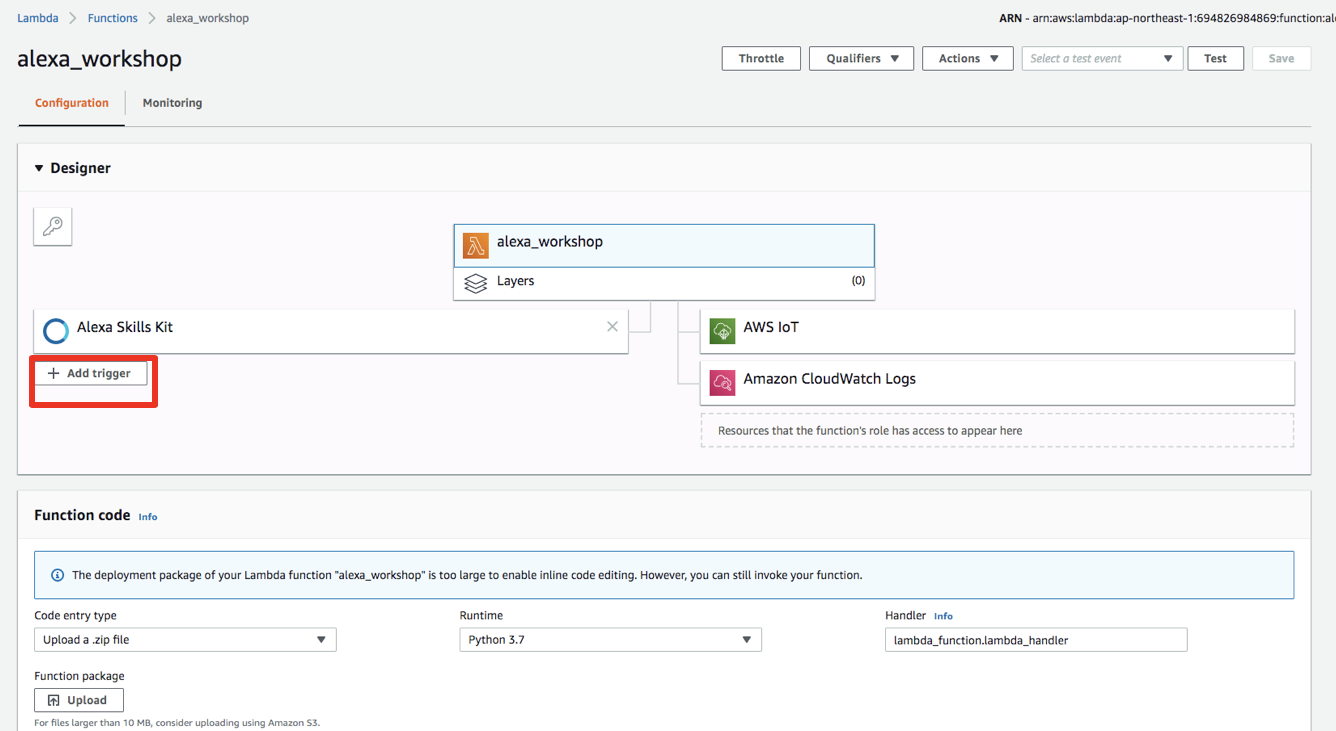 Lambda > Functions > alexa_workshop
ARN - arn:aws:lambda:ap-northeast-1:694826984869:function:al
alexa_workshop
Throttle
Qualifiers
Actions
Select a test event
Test
Save
Configuration
Monitoring
Designer
alexa_workshop
Layers
(0)
Alexa Skills Kit
AWS IoT
Add trigger
Amazon CloudWatch Logs
Resources that the function's role has access to appear here
Function code Info
The deployment package of your Lambda function "alexa_workshop" is too large to enable inline code editing. However, you can still invoke your function.
Code entry type
Runtime
Handler Info
Upload a .zip file
Python 3.7
lambda_function.lambda_handler
Function package
Upload
For files larger than 10 MB, consider uploading using Amazon S3.